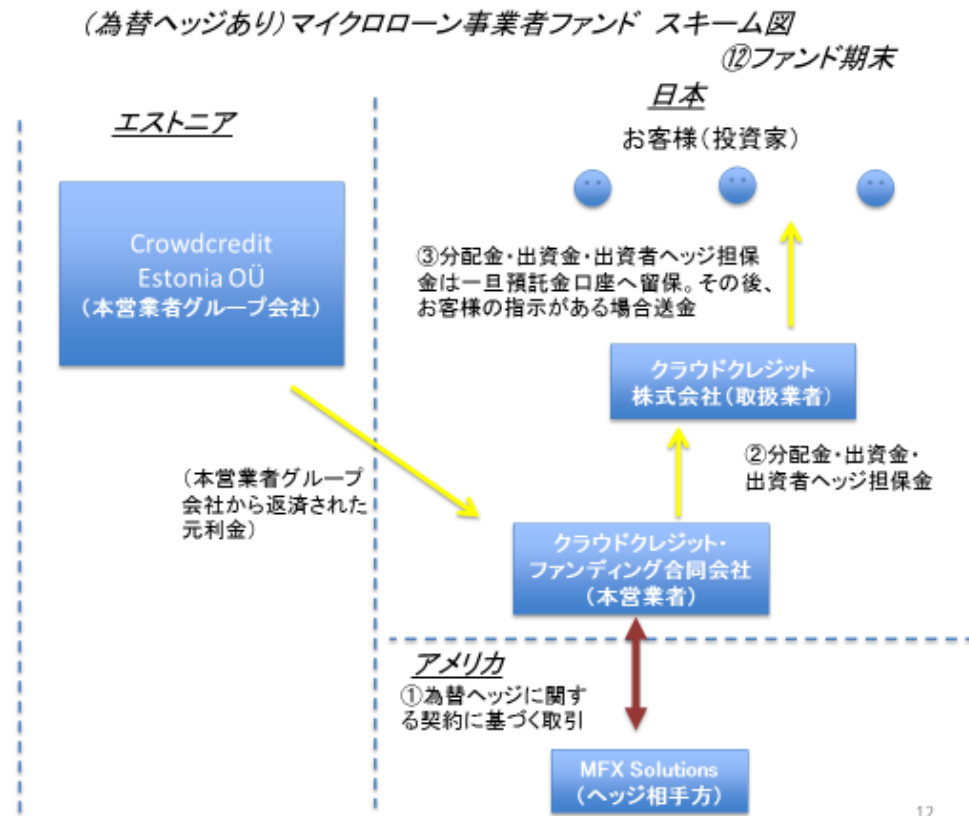 (為替ヘッジあり)マイクロローン事業者ファンド スキーム図
⑫ファンド期末
エストニア
日本
お客様(投資家)
Crowdcredit
Estonia OÜ
(本営業者グループ会社)
③分配金・出資金・出資者ヘッジ担保
金は一旦預託金口座へ留保。その後、
お客様の指示がある場合送金
クラウドクレジット
株式会社(取扱業者)
②分配金・出資金・
出資者ヘッジ担保金
(本営業者グループ
会社から返済された
元利金)
クラウドクレジット・
ファンディング合同会社
(本営業者)
アメリカ
①為替ヘッジに関す
る契約に基づく取引
MFX Solutions
(ヘッジ相手方)
12